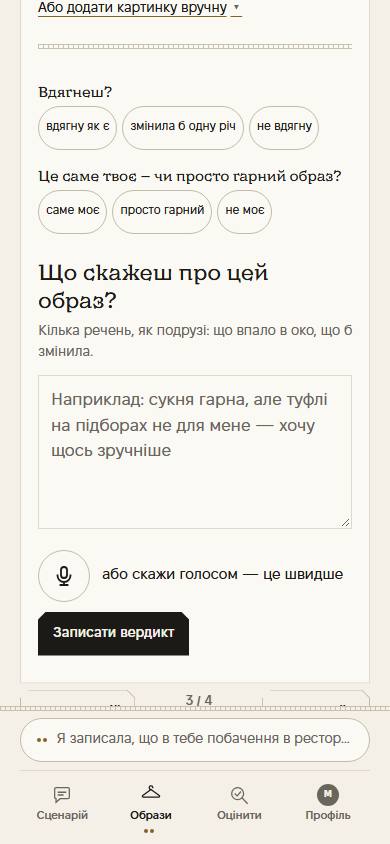 Або додати картинку вручну ▾
Вдягнеш?
вдягну як є
змінила б одну річ
не вдягну
Це саме твоє – чи просто гарний образ?
саме моє
просто гарний
не моє
Що скажеш про цей
образ?
Кілька речень, як подрузі: що впало в око, що б
змінила.
Наприклад: сукня гарна, але туфлі
на підборах не для мене — хочу
щось зручніше
або скажи голосом — це швидше
Записати вердикт
3 / 4
Я записала, що в тебе побачення в рестор…
Сценарій
Образи
Оцінити
М
Профіль